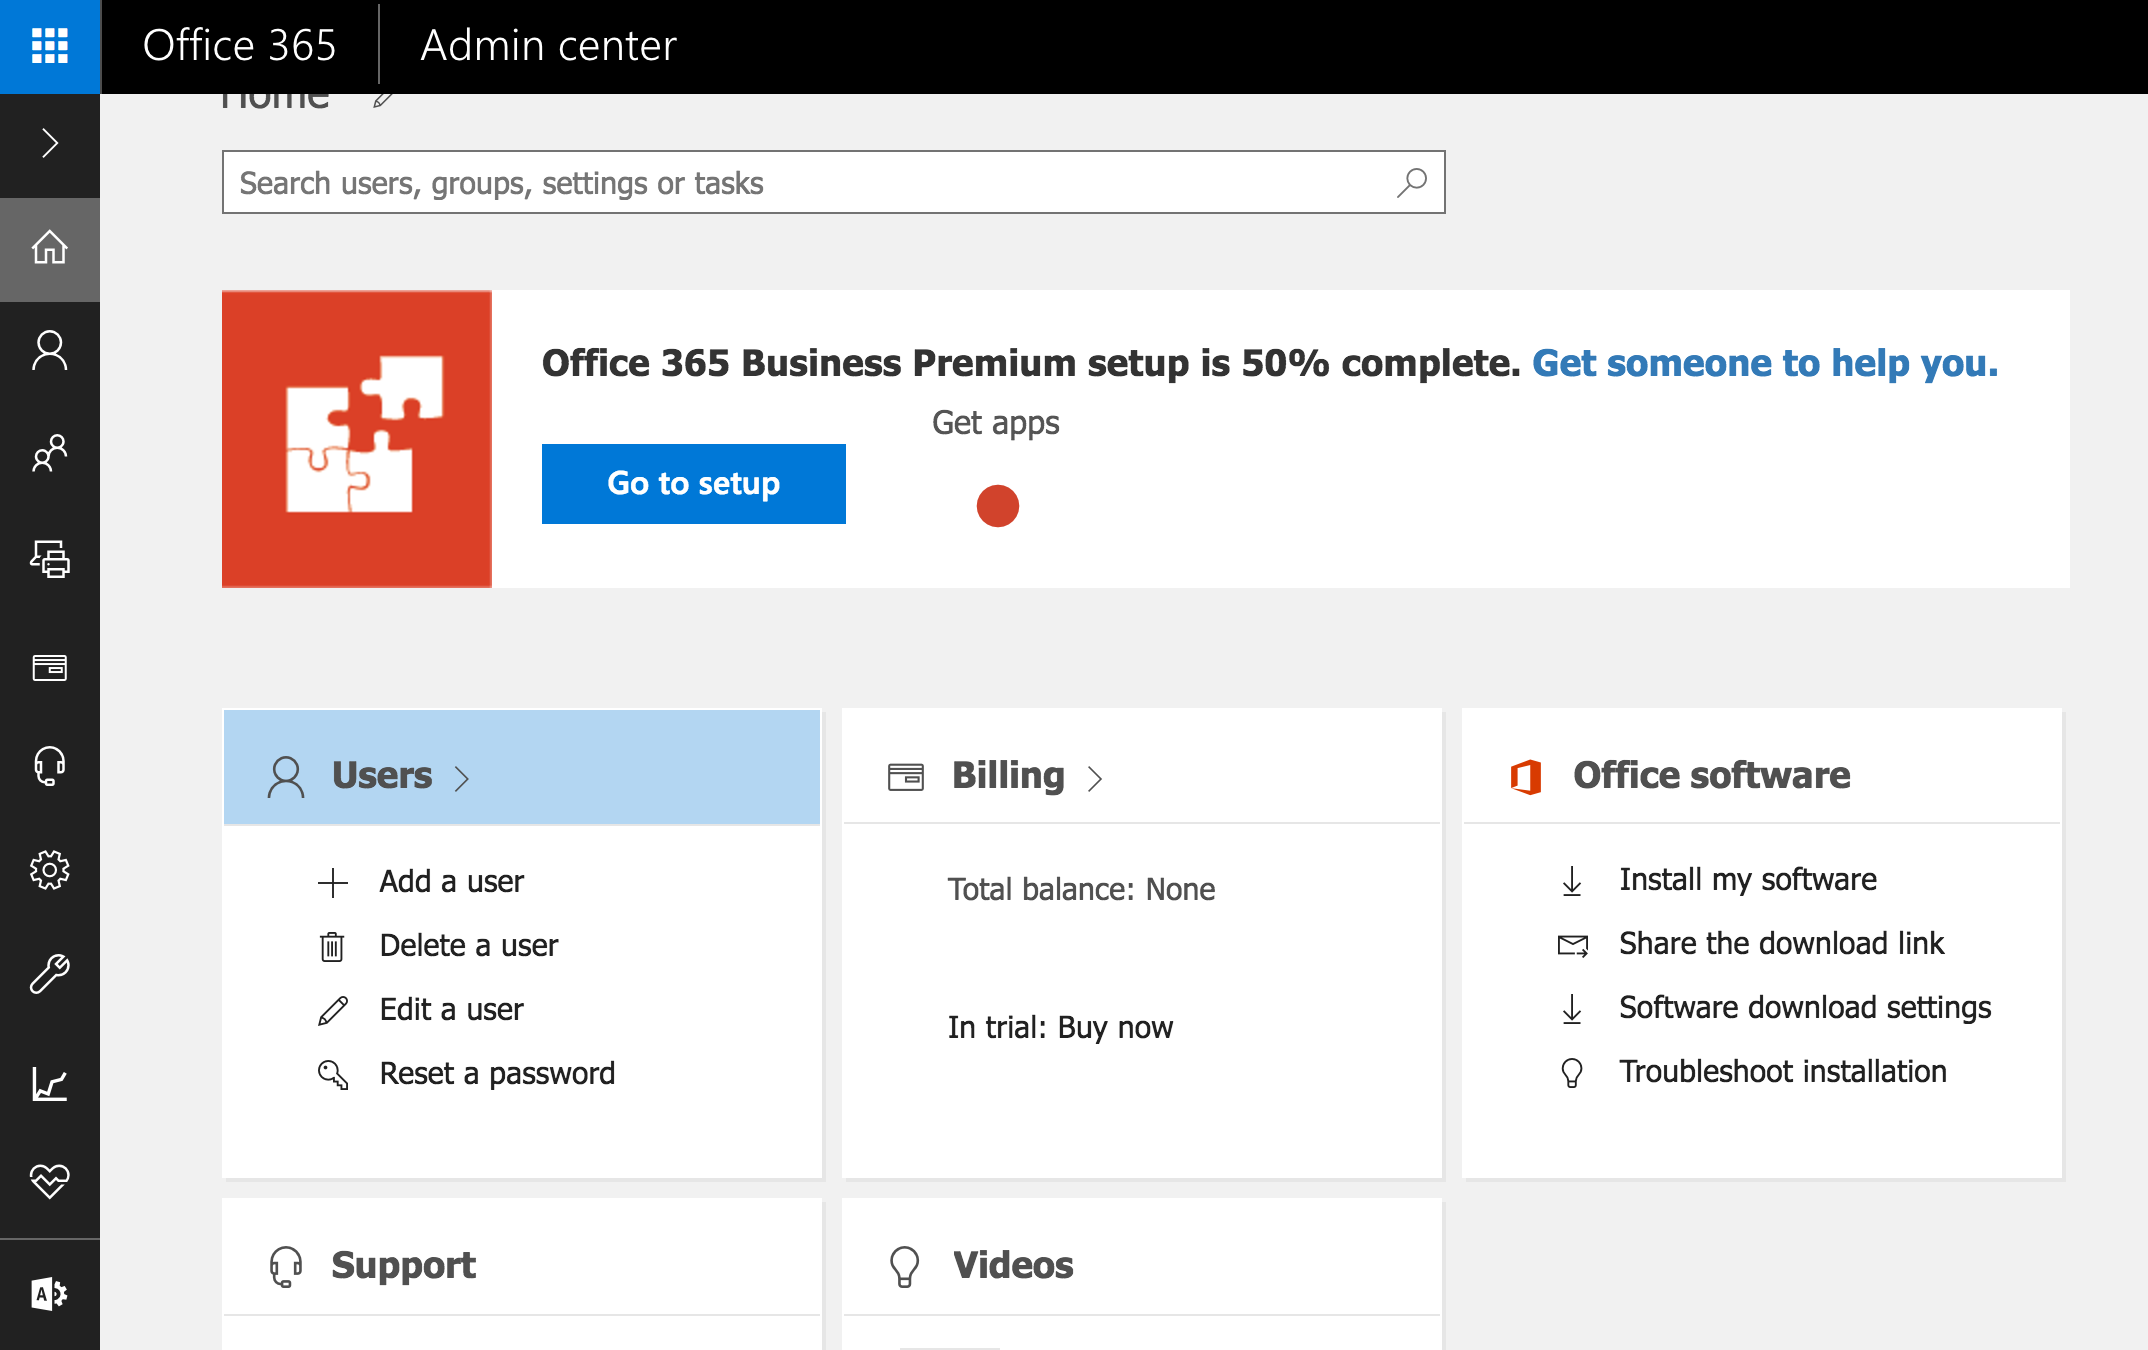 Office 365
Admin center
Home
Search users, groups, settings or tasks
Office 365 Business Premium setup is 50% complete. Get someone to help you.
Get apps
Go to setup
Users
Add a user
Delete a user
Edit a user
Reset a password
Billing
Total balance: None
In trial: Buy now
Office software
Install my software
Share the download link
Software download settings
Troubleshoot installation
Support
Videos
A